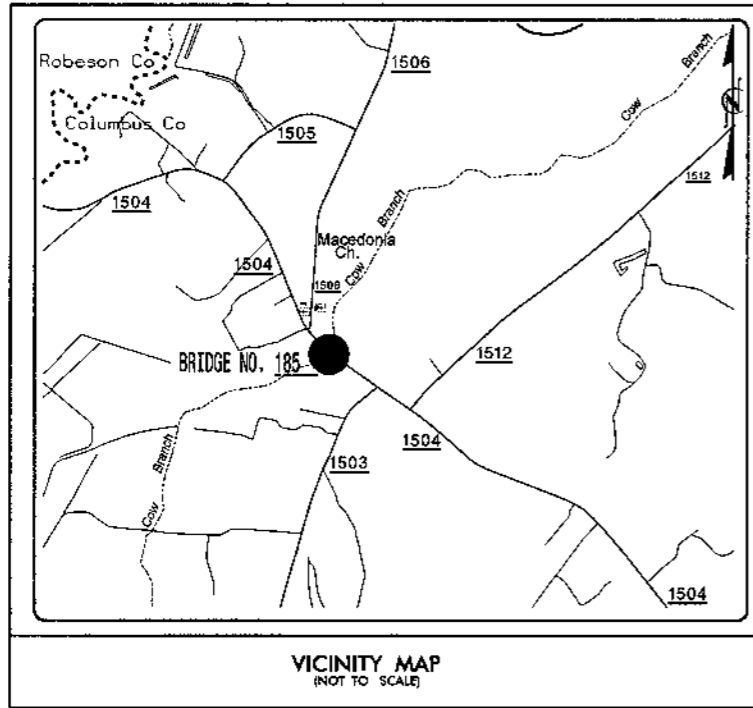 Robeson Co
1506
Branch
Columbus Co
Cow
1505
1512
1504
Branch
Macedonia
Ch.
1504
Cow
1508
BRIDGE NO. 185
1512
1504
Branch
1503
Cow
1504
VICINITY MAP
(NOT TO SCALE)